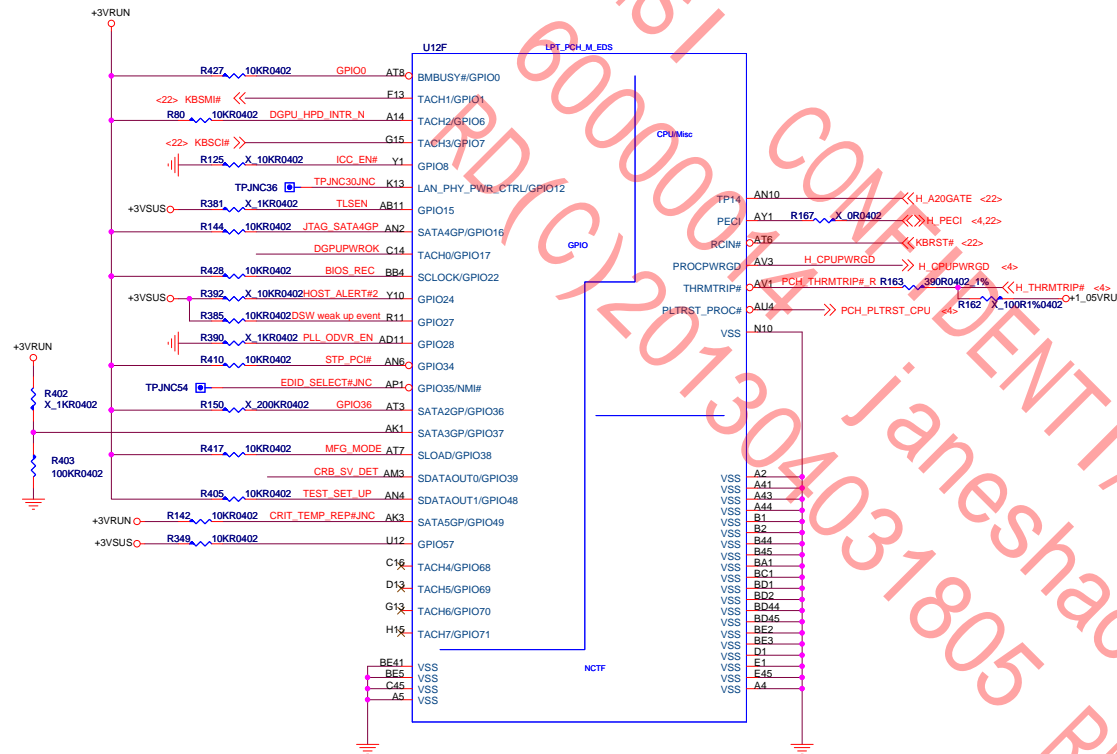 +3VRUN
U12F
LPT_PCH_M_EDS
R427 10KR0402 GPIO0 AT8 BMBUSY#/GPIO0
<22> KBSMI# F13 TACH1/GPIO1
R80 10KR0402 DGPU_HPD_INTR_N A14 TACH2/GPIO6
<22> KBSCI# G15 TACH3/GPIO7
R125 X_10KR0402 ICC_EN# Y1 GPIO8
TPJNC36 TPJNC30JNC K13 LAN_PHY_PWR_CTRL/GPIO12
+3VSUS R381 X_1KR0402 TLSEN AB11 GPIO15
R144 10KR0402 JTAG_SATA4GP AN2 SATA4GP/GPIO16
DGPUPWROK C14 TACH0/GPIO17
R428 10KR0402 BIOS_REC BB4 SCLOCK/GPIO22
+3VSUS R392 X_10KR0402 HOST_ALERT#2 Y10 GPIO24
R385 10KR0402 DSW weak up event R11 GPIO27
R390 X_1KR0402 PLL_ODVR_EN AD11 GPIO28
+3VRUN
R410 10KR0402 STP_PCI# AN6 GPIO34
TPJNC54 EDID_SELECT#JNC AP1 GPIO35/NMI#
R402
X_1KR0402
R150 X_200KR0402 GPIO36 AT3 SATA2GP/GPIO36
AK1 SATA3GP/GPIO37
R403
100KR0402
R417 10KR0402 MFG_MODE AT7 SLOAD/GPIO38
CRB_SV_DET AM3 SDATAOUT0/GPIO39
R405 10KR0402 TEST_SET_UP AN4 SDATAOUT1/GPIO48
+3VRUN R142 10KR0402 CRIT_TEMP_REP#JNC AK3 SATA5GP/GPIO49
+3VSUS R349 10KR0402 U12 GPIO57
C16 TACH4/GPIO68
D13 TACH5/GPIO69
G13 TACH6/GPIO70
H15 TACH7/GPIO71
BE41 VSS
BE5 VSS
C45 VSS
A5 VSS
CPU/Misc
GPIO
NCTF
TP14 AN10 H_A20GATE <22>
PECI AY1 R167 X_0R0402 H_PECI <4,22>
RCIN# AT6 KBRST# <22>
PROCPWRGD AV3 H_CPUPWRGD H_CPUPWRGD <4>
THRMTRIP# AV1 PCH_THRMTRIP#_R R163 390R0402_1% H_THRMTRIP# <4>
R162 X_100R1%0402 +1_05VRU
PLTRST_PROC# AU4 PCH_PLTRST_CPU <4>
VSS N10
VSS A2
VSS A41
VSS A43
VSS A44
VSS B1
VSS B2
VSS B44
VSS B45
VSS BA1
VSS BC1
VSS BD1
VSS BD2
VSS BD44
VSS BD45
VSS BE2
VSS BE3
VSS D1
VSS E1
VSS E45
VSS A4
MSI CONFIDENTIA
600000014 janeshao
RD(C)201304031805